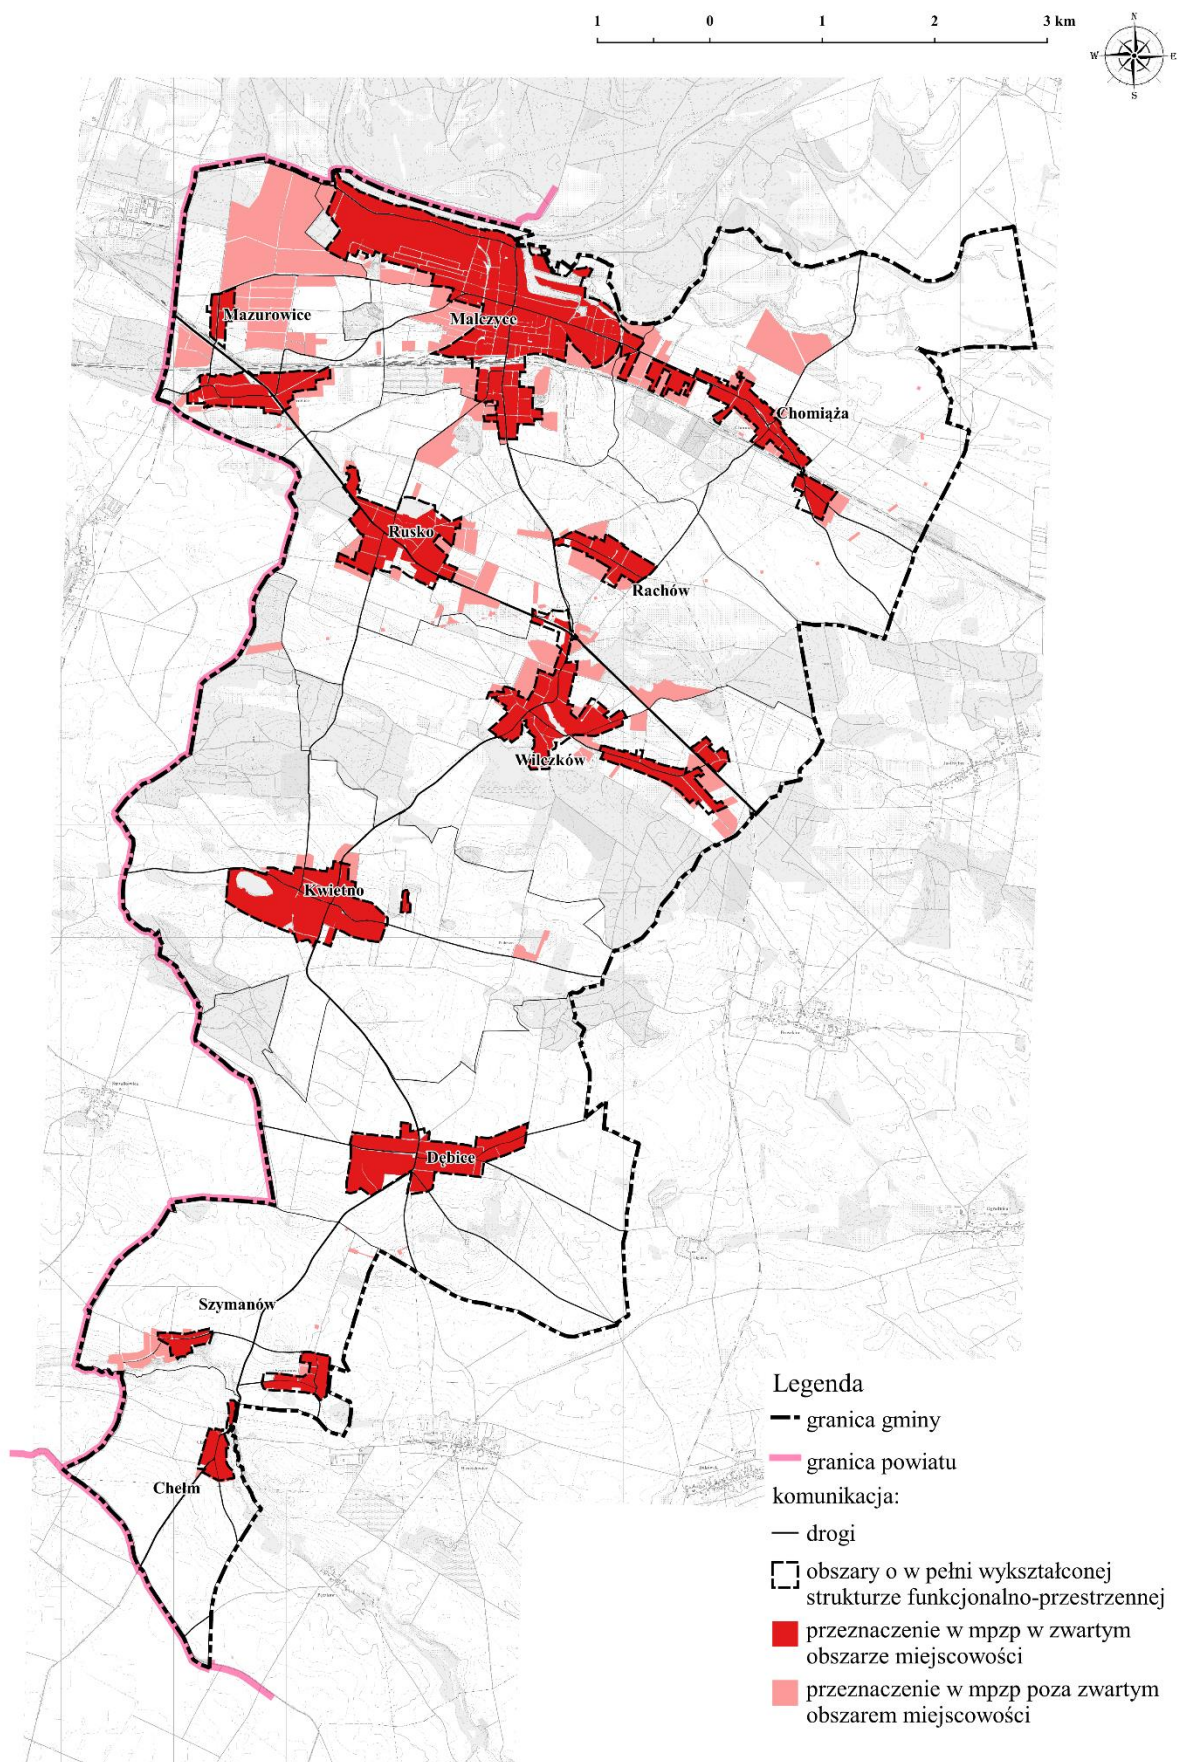 1 0 1 2 3 km
N
W E
S
Mazurowice
Malczyce
Chomiąża
Rusko
Rachów
Wilczków
Kwietno
Dębice
Szymanów
Chełm
Legenda
granica gminy
granica powiatu
komunikacja:
drogi
obszary o w pełni wykształconej
strukturze funkcjonalno-przestrzennej
przeznaczenie w mpzp w zwartym
obszarze miejscowości
przeznaczenie w mpzp poza zwartym
obszarem miejscowości